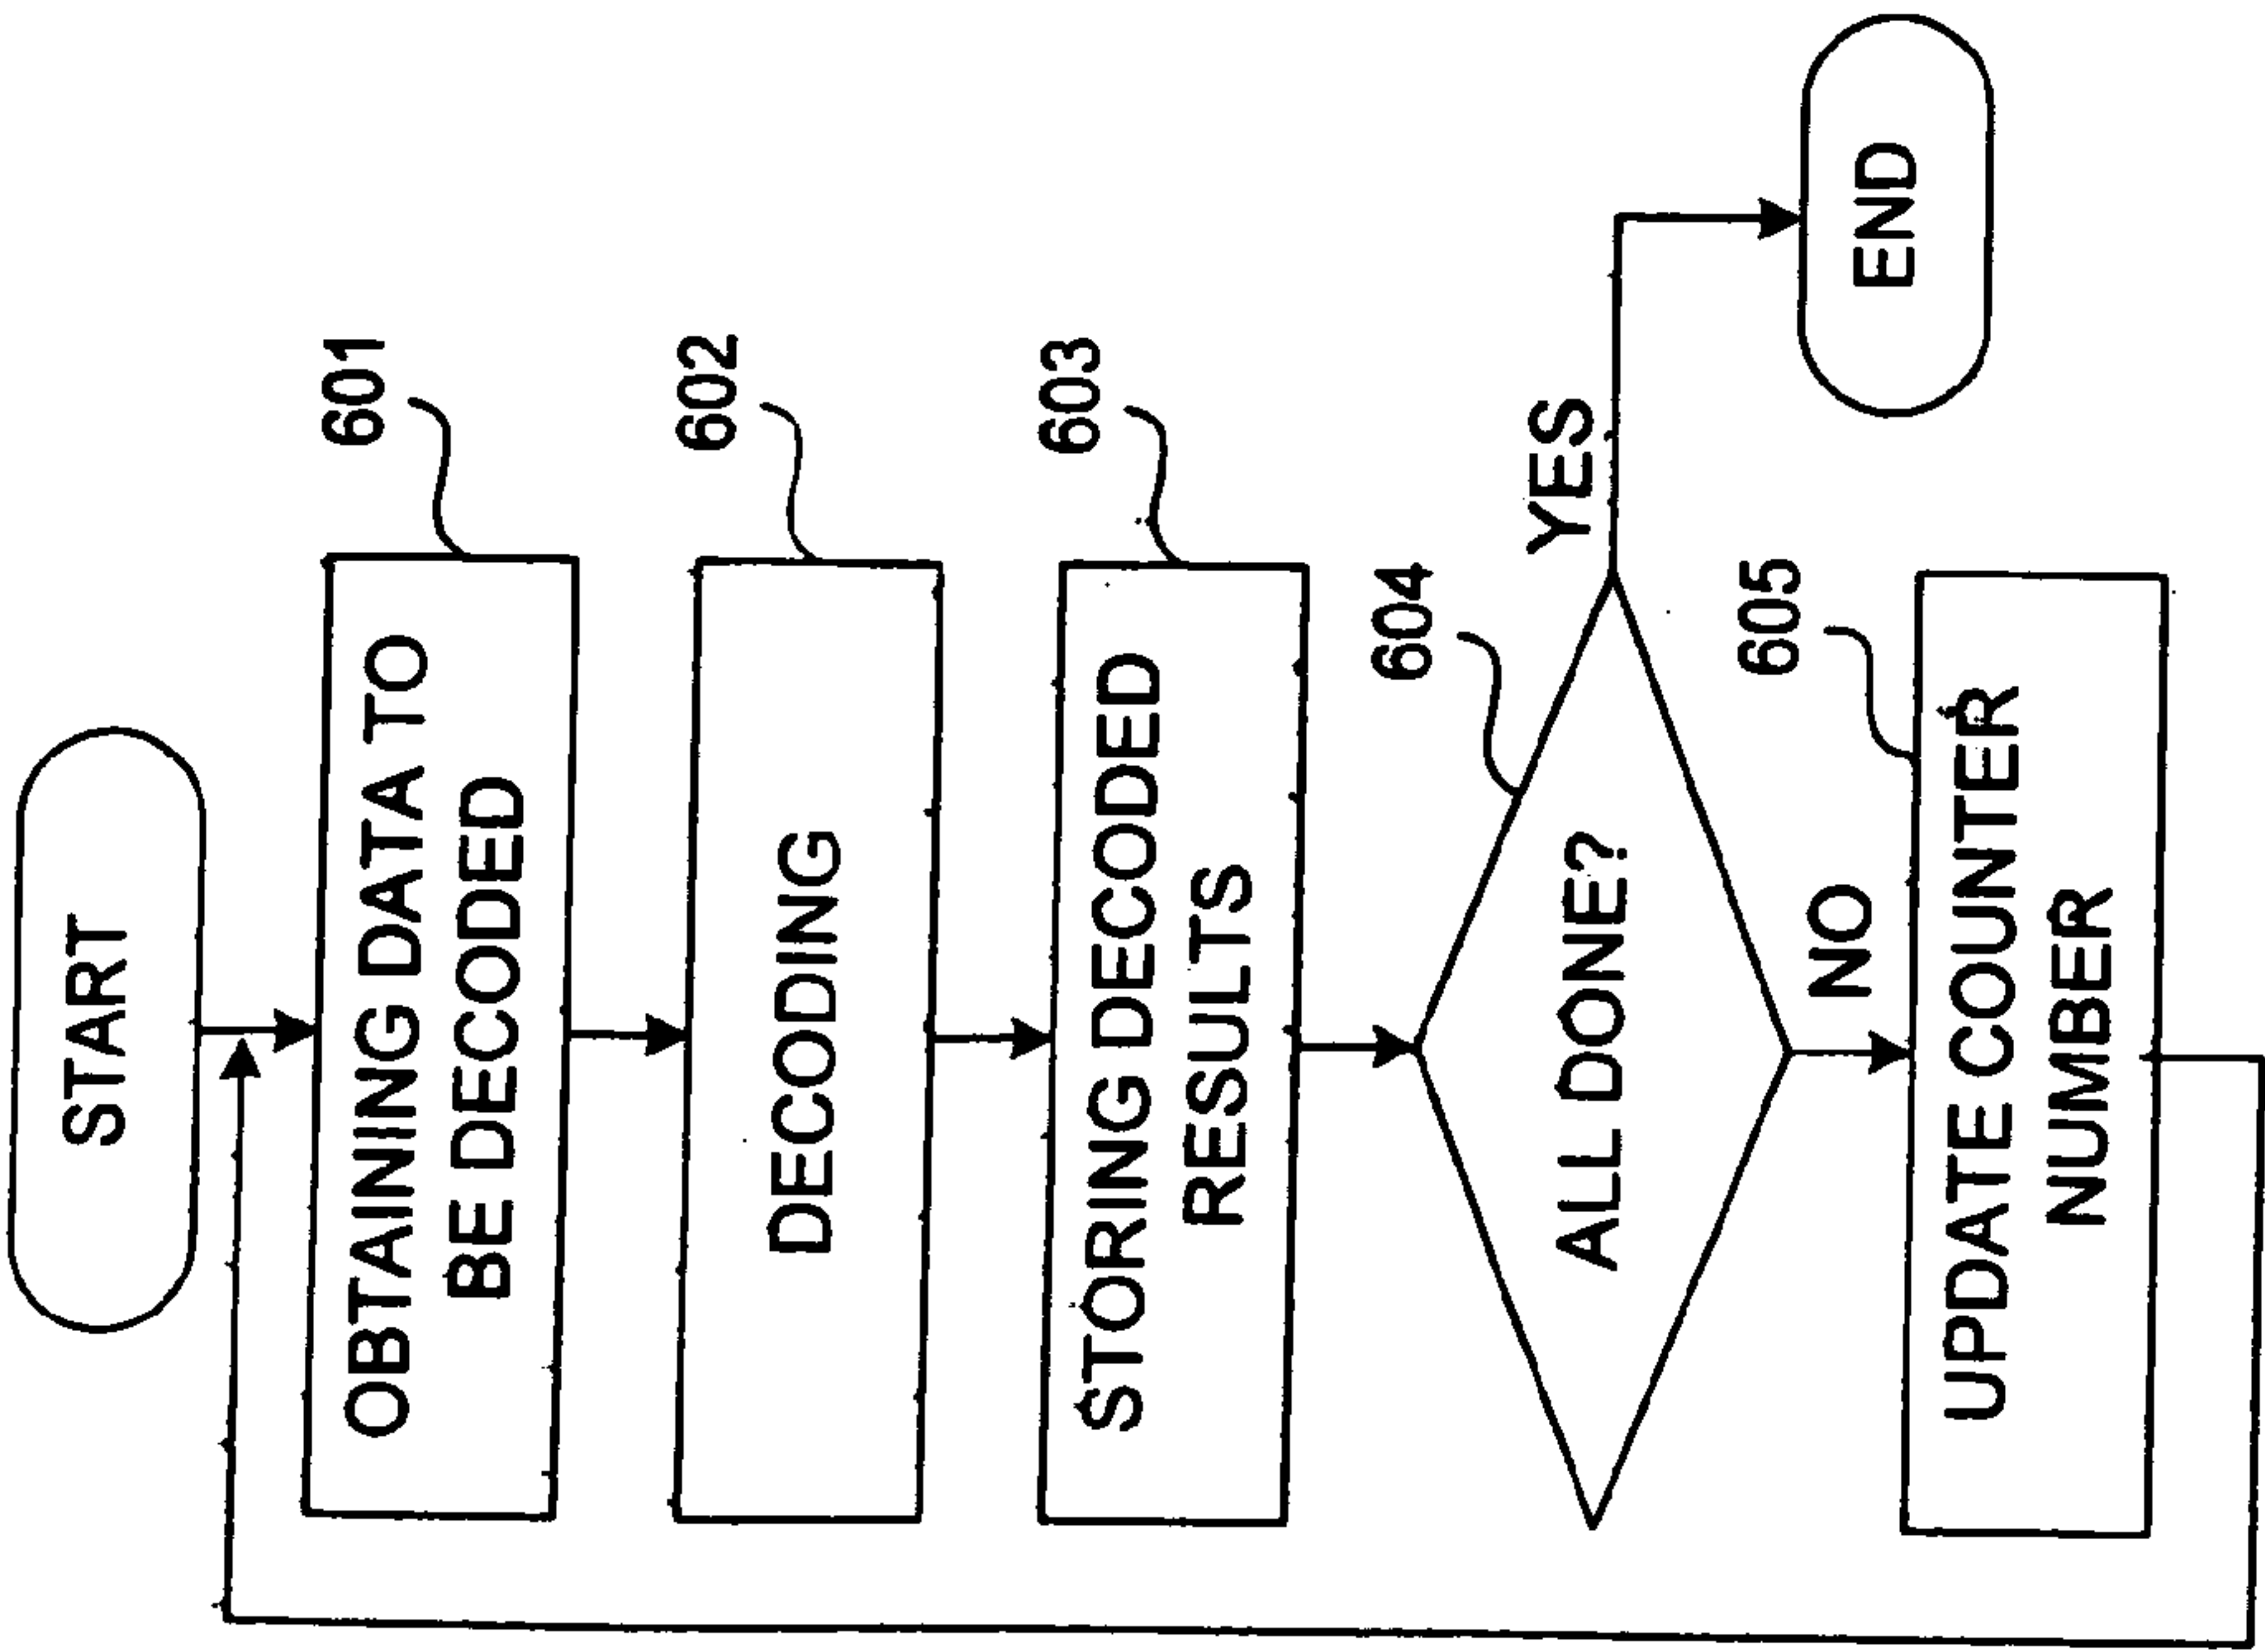 START
601
OBTAINING DATA TO
BE DECODED
602
DECODING
603
STORING DECODED
RESULTS
604
ALL DONE?
YES
END
NO
605
UPDATE COUNTER
NUMBER